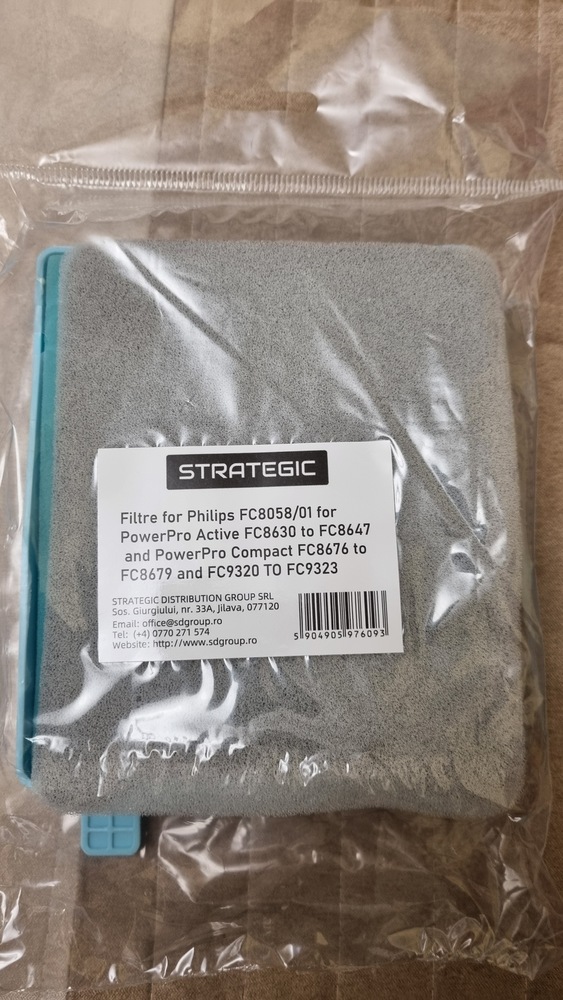 STRATEGIC
Filtre for Philips FC8058/01 for
PowerPro Active FC8630 to FC8647
and PowerPro Compact FC8676 to
FC8679 and FC9320 TO FC9323
STRATEGIC DISTRIBUTION GROUP SRL
Sos. Giurgiului, nr. 33A, Jilava, 077120
Email: office@sdgroup.ro
Tel: (+4) 0770 271 574
Website: http://www.sdgroup.ro
5 904905 976093